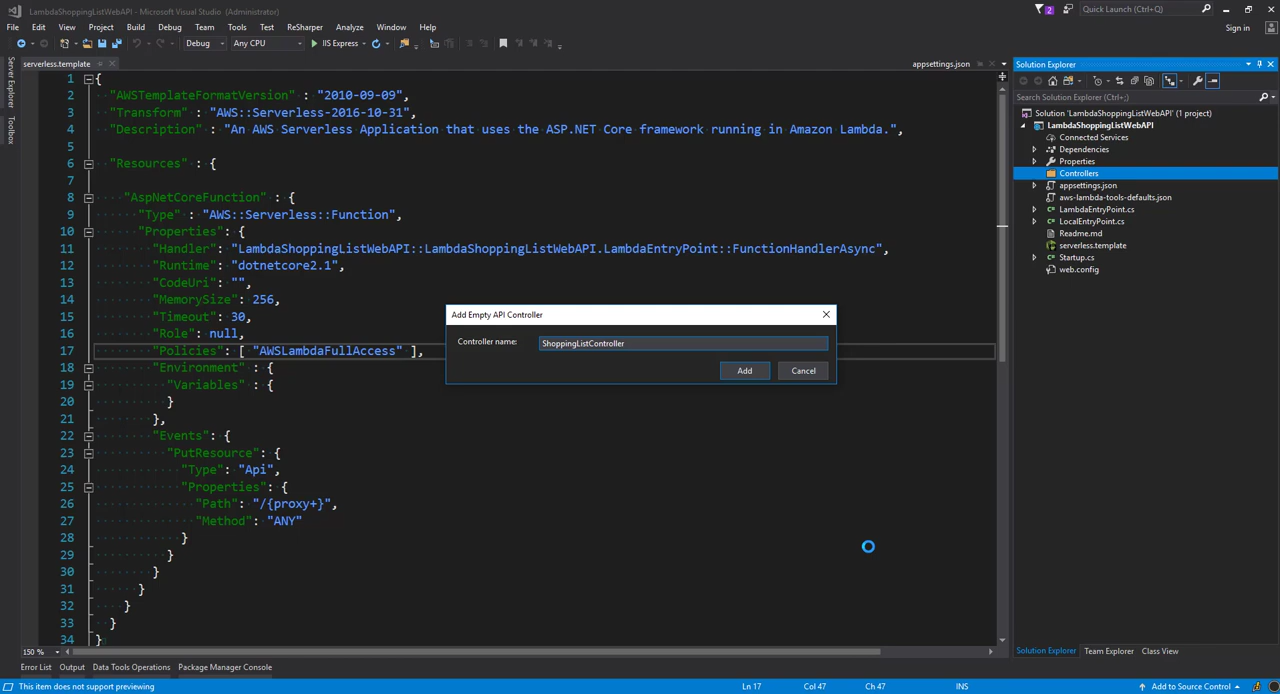 LambdaShoppingListWebAPI - Microsoft Visual Studio (Administrator)
2
Quick Launch (Ctrl+Q)
File Edit View Project Build Debug Team Tools Test ReSharper Analyze Window Help
Sign in
Debug Any CPU IIS Express
Server Explorer
Toolbox
serverless.template
appsettings.json
1 {
2 "AWSTemplateFormatVersion" : "2010-09-09",
3 "Transform" : "AWS::Serverless-2016-10-31",
4 "Description" : "An AWS Serverless Application that uses the ASP.NET Core framework running in Amazon Lambda.",
5
6 "Resources" : {
7
8 "AspNetCoreFunction" : {
9 "Type" : "AWS::Serverless::Function",
10 "Properties": {
11 "Handler": "LambdaShoppingListWebAPI::LambdaShoppingListWebAPI.LambdaEntryPoint::FunctionHandlerAsync",
12 "Runtime": "dotnetcore2.1",
13 "CodeUri": "",
14 "MemorySize": 256,
15 "Timeout": 30,
16 "Role": null,
17 "Policies": [ "AWSLambdaFullAccess" ],
18 "Environment" : {
19 "Variables" : {
20 }
21 },
22 "Events": {
23 "PutResource": {
24 "Type": "Api",
25 "Properties": {
26 "Path": "/{proxy+}",
27 "Method": "ANY"
28 }
29 }
30 }
31 }
32 }
33 }
34 }
Add Empty API Controller
Controller name: ShoppingListController
Add Cancel
Solution Explorer
Search Solution Explorer (Ctrl+;)
Solution 'LambdaShoppingListWebAPI' (1 project)
LambdaShoppingListWebAPI
Connected Services
Dependencies
Properties
Controllers
appsettings.json
aws-lambda-tools-defaults.json
LambdaEntryPoint.cs
LocalEntryPoint.cs
Readme.md
serverless.template
Startup.cs
web.config
150 %
Solution Explorer Team Explorer Class View
Error List Output Data Tools Operations Package Manager Console
This item does not support previewing Ln 17 Col 47 Ch 47 INS Add to Source Control